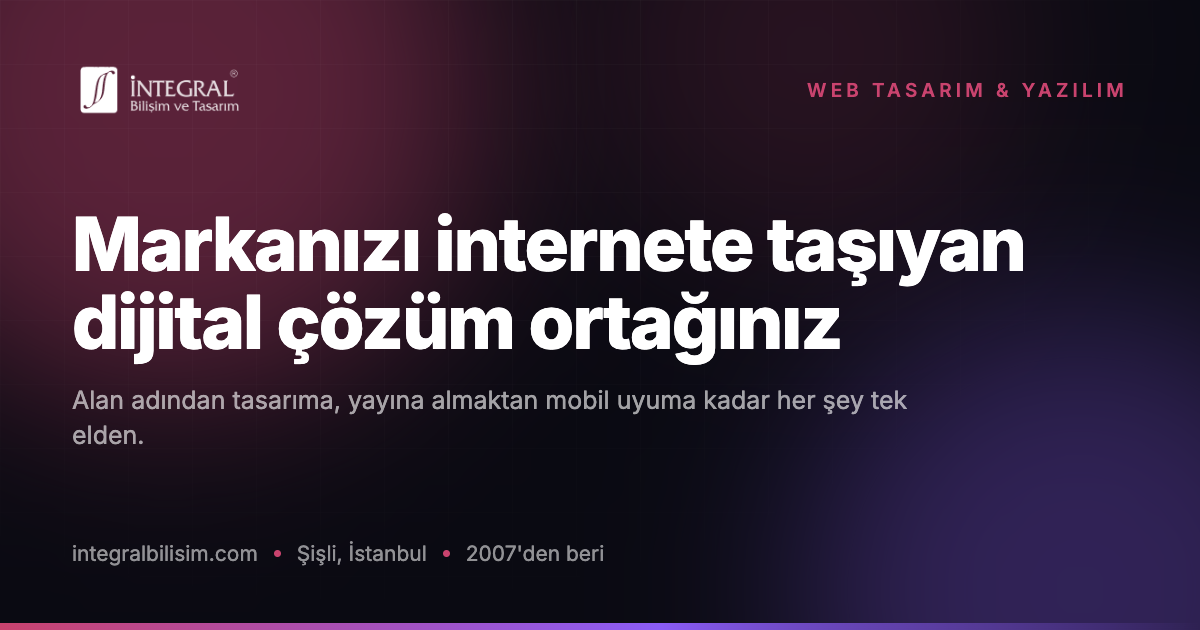 İNTEGRAL®
Bilişim ve Tasarım
WEB TASARIM & YAZILIM
Markanızı internete taşıyan
dijital çözüm ortağınız
Alan adından tasarıma, yayına almaktan mobil uyuma kadar her şey tek
elden.
integralbilisim.com • Şişli, İstanbul • 2007'den beri